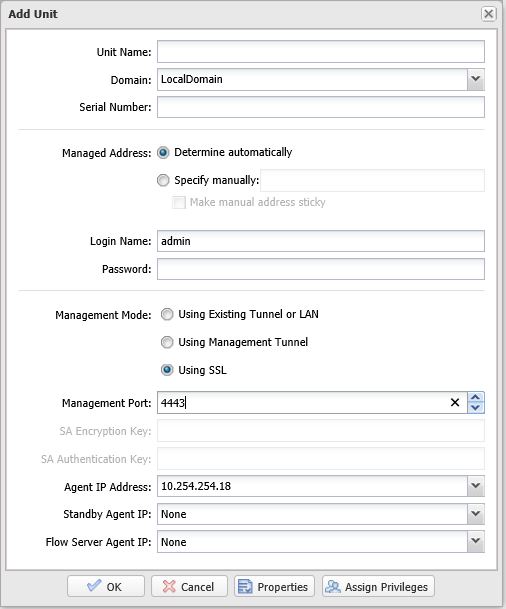 Add Unit
Unit Name:
Domain: LocalDomain
Serial Number:
Managed Address: Determine automatically
Specify manually:
Make manual address sticky
Login Name: admin
Password:
Management Mode: Using Existing Tunnel or LAN
Using Management Tunnel
Using SSL
Management Port: 4443
SA Encryption Key:
SA Authentication Key:
Agent IP Address: 10.254.254.18
Standby Agent IP: None
Flow Server Agent IP: None
OK Cancel Properties Assign Privileges